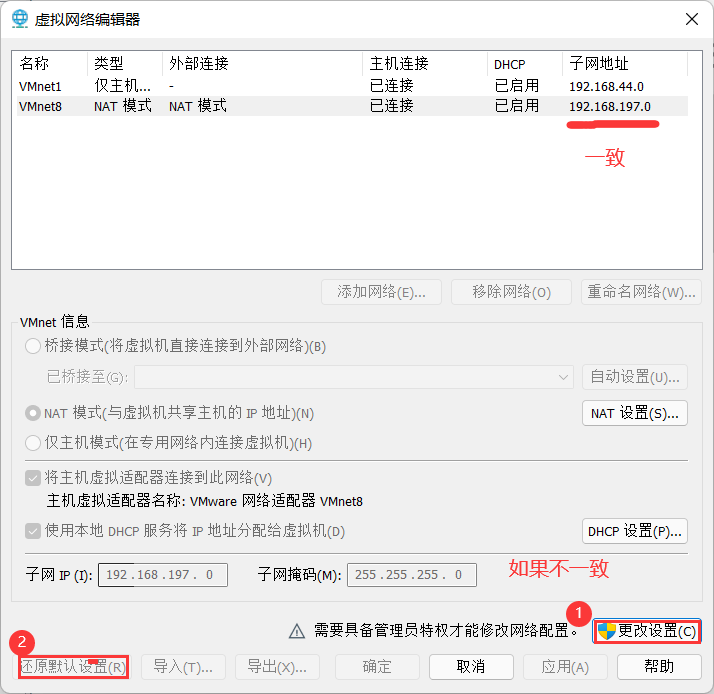 虚拟网络编辑器
名称 类型 外部连接 主机连接 DHCP 子网地址
VMnet1 仅主机... - 已连接 已启用 192.168.44.0
VMnet8 NAT 模式 NAT 模式 已连接 已启用 192.168.197.0
一致
添加网络(E)... 移除网络(O) 重命名网络(W)...
VMnet 信息
桥接模式(将虚拟机直接连接到外部网络)(B)
已桥接至(G): 自动设置(U)...
NAT 模式(与虚拟机共享主机的 IP 地址)(N) NAT 设置(S)...
仅主机模式(在专用网络内连接虚拟机)(H)
将主机虚拟适配器连接到此网络(V)
主机虚拟适配器名称: VMware 网络适配器 VMnet8
使用本地 DHCP 服务将 IP 地址分配给虚拟机(D) DHCP 设置(P)...
子网 IP (I): 192 . 168 . 197 . 0 子网掩码(M): 255 . 255 . 255 . 0 如果不一致
1
需要具备管理员特权才能修改网络配置。 更改设置(C)
2
还原默认设置(R) 导入(T)... 导出(X)... 确定 取消 应用(A) 帮助